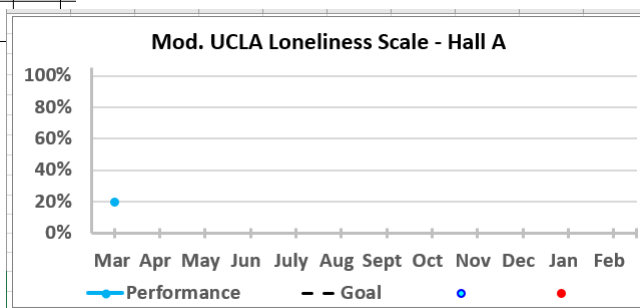 Mod. UCLA Loneliness Scale - Hall A
100%
80%
60%
40%
20%
0%
Mar Apr May Jun July Aug Sept Oct Nov Dec Jan Feb
Performance Goal